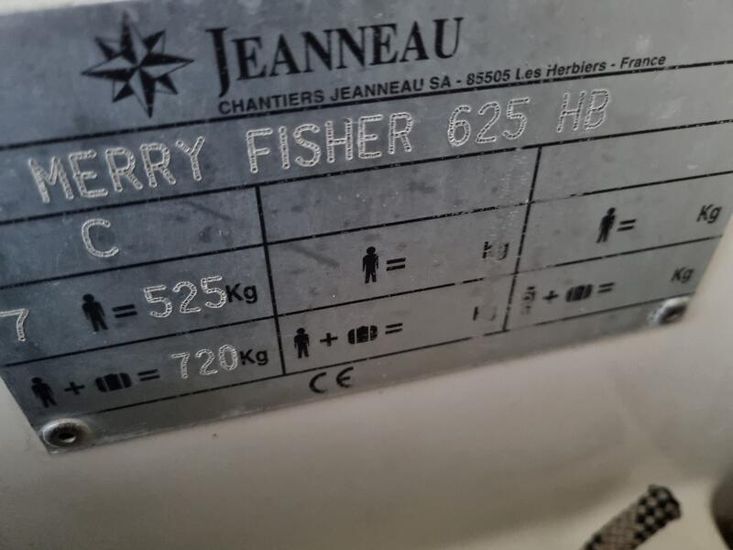 JEANNEAU
CHANTIERS JEANNEAU SA - 85505 Les Herbiers - France
MERRY FISHER 625 HB
C
7 = 525Kg = Kg = Kg
+ = 720Kg + = + = Kg
CE